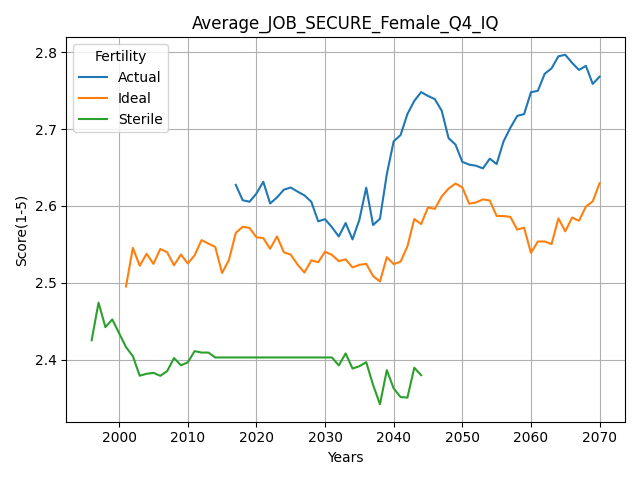 Average_JOB_SECURE_Female_Q4_IQ
Fertility
Actual
Ideal
Sterile
Score(1-5)
2.8
2.7
2.6
2.5
2.4
2000 2010 2020 2030 2040 2050 2060 2070
Years